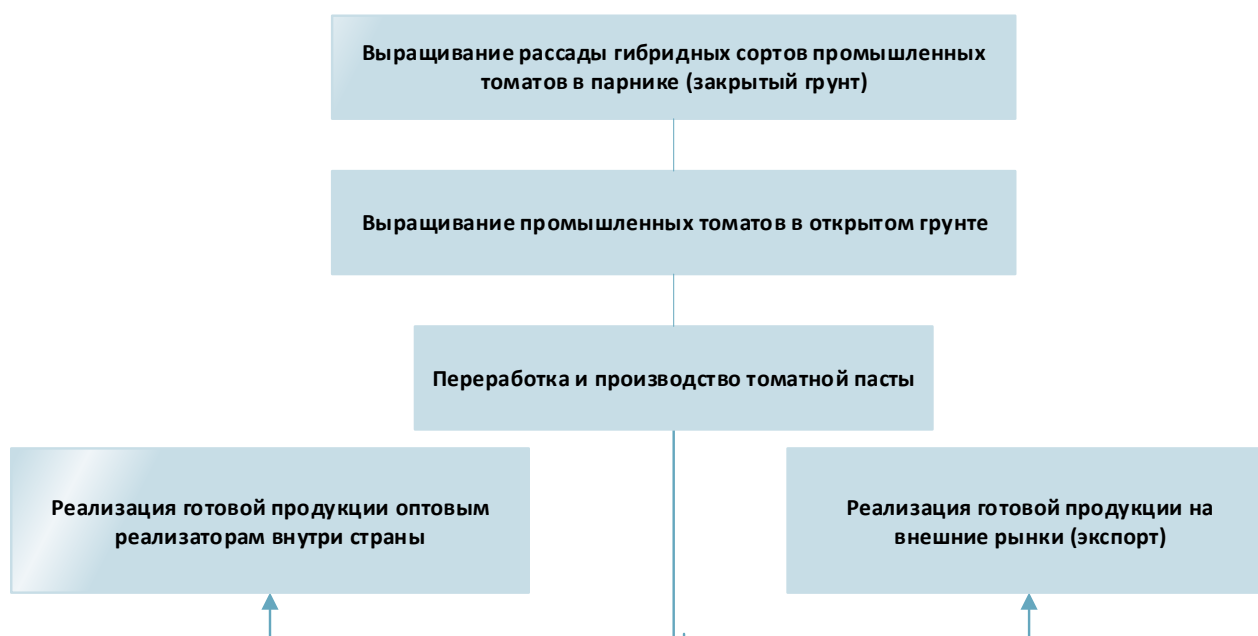 Выращивание рассады гибридных сортов промышленных
томатов в парнике (закрытый грунт)
Выращивание промышленных томатов в открытом грунте
Переработка и производство томатной пасты
Реализация готовой продукции оптовым
реализаторам внутри страны
Реализация готовой продукции на
внешние рынки (экспорт)